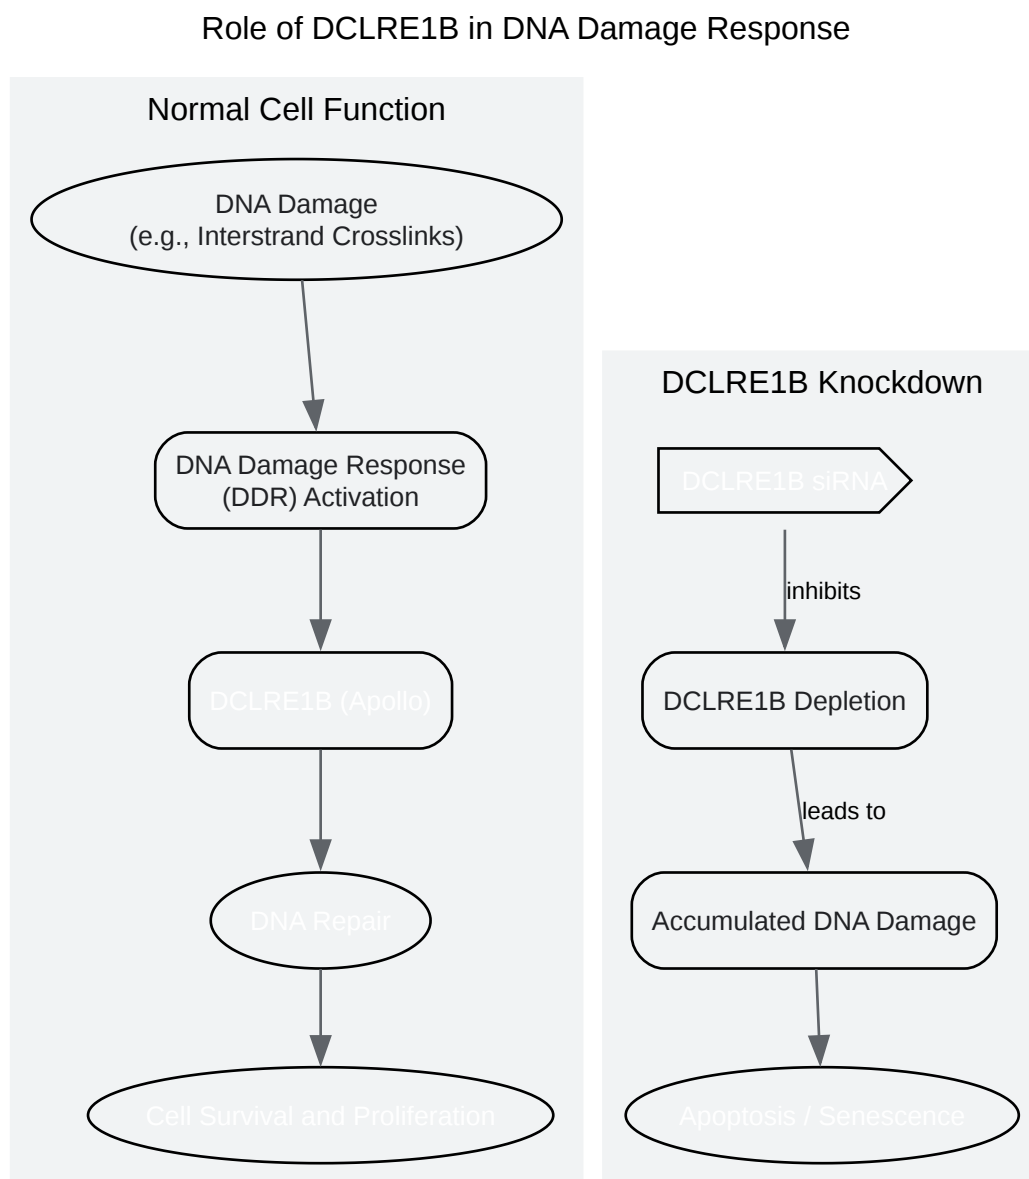 Role of DCLRE1B in DNA Damage Response
Normal Cell Function
DNA Damage
(e.g., Interstrand Crosslinks)
DNA Damage Response
(DDR) Activation
DCLRE1B (Apollo)
DNA Repair
Cell Survival and Proliferation
DCLRE1B Knockdown
DCLRE1B siRNA
inhibits
DCLRE1B Depletion
leads to
Accumulated DNA Damage
Apoptosis / Senescence